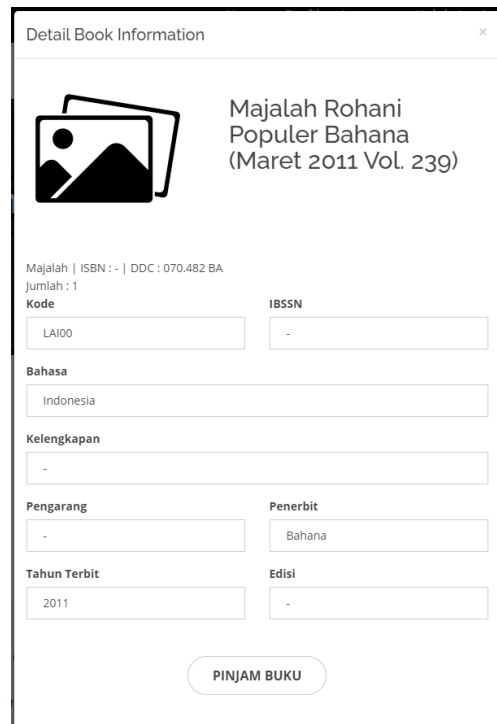 Detail Book Information ×
Majalah Rohani
Populer Bahana
(Maret 2011 Vol. 239)
Majalah | ISBN : - | DDC : 070.482 BA
Jumlah : 1
Kode IBSSN
LAI00 -
Bahasa
Indonesia
Kelengkapan
-
Pengarang Penerbit
- Bahana
Tahun Terbit Edisi
2011 -
PINJAM BUKU